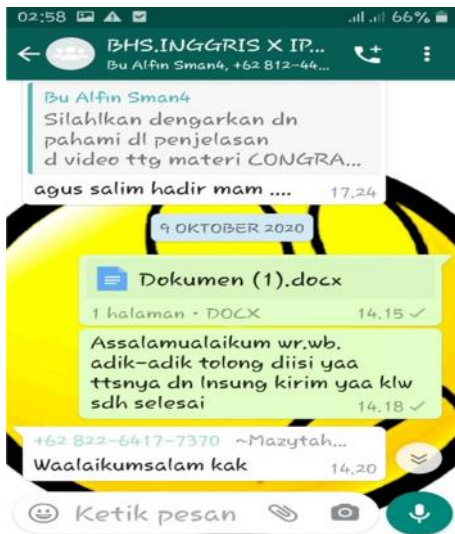 02:58 66%
BHS.INGGRIS X IP...
Bu Alfin Sman4, +62 812-44...
Bu Alfin Sman4
Silahlkan dengarkan dn
pahami dl penjelasan
d video ttg materi CONGRA...
agus salim hadir mam .... 17.24
9 OKTOBER 2020
Dokumen (1).docx
1 halaman • DOCX 14.15
Assalamualaikum wr.wb.
adik-adik tolong diisi yaa
ttsnya dn lnsung kirim yaa klw
sdh selesai 14.18
+62 822-6417-7370 ~Mazytah...
Waalaikumsalam kak 14.20
Ketik pesan